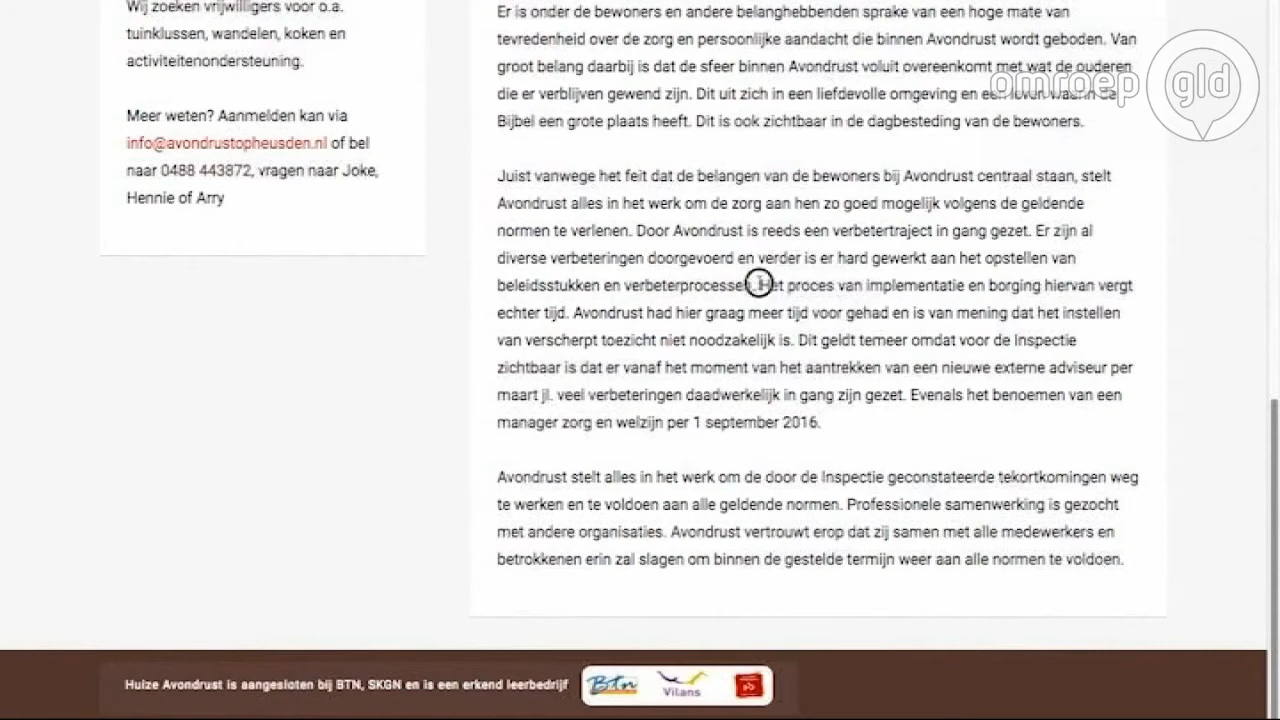 Wij zoeken vrijwilligers voor o.a.
tuinklussen, wandelen, koken en
activiteitenondersteuning.
Meer weten? Aanmelden kan via
info@avondrustopheusden.nl of bel
naar 0488 443872, vragen naar Joke,
Hennie of Arry
Er is onder de bewoners en andere belanghebbenden sprake van een hoge mate van
tevredenheid over de zorg en persoonlijke aandacht die binnen Avondrust wordt geboden. Van
groot belang daarbij is dat de sfeer binnen Avondrust voluit overeenkomt met wat de ouderen
die er verblijven gewend zijn. Dit uit zich in een liefdevolle omgeving en een leven waarin de
Bijbel een grote plaats heeft. Dit is ook zichtbaar in de dagbesteding van de bewoners.
Juist vanwege het feit dat de belangen van de bewoners bij Avondrust centraal staan, stelt
Avondrust alles in het werk om de zorg aan hen zo goed mogelijk volgens de geldende
normen te verlenen. Door Avondrust is reeds een verbetertraject in gang gezet. Er zijn al
diverse verbeteringen doorgevoerd en verder is er hard gewerkt aan het opstellen van
beleidsstukken en verbeterprocessen. Het proces van implementatie en borging hiervan vergt
echter tijd. Avondrust had hier graag meer tijd voor gehad en is van mening dat het instellen
van verscherpt toezicht niet noodzakelijk is. Dit geldt temeer omdat voor de Inspectie
zichtbaar is dat er vanaf het moment van het aantrekken van een nieuwe externe adviseur per
maart jl. veel verbeteringen daadwerkelijk in gang zijn gezet. Evenals het benoemen van een
manager zorg en welzijn per 1 september 2016.
Avondrust stelt alles in het werk om de door de Inspectie geconstateerde tekortkomingen weg
te werken en te voldoen aan alle geldende normen. Professionele samenwerking is gezocht
met andere organisaties. Avondrust vertrouwt erop dat zij samen met alle medewerkers en
betrokkenen erin zal slagen om binnen de gestelde termijn weer aan alle normen te voldoen.
omroep gld
Huize Avondrust is aangesloten bij BTN, SKGN en is een erkend leerbedrijf
Btn
Vilans